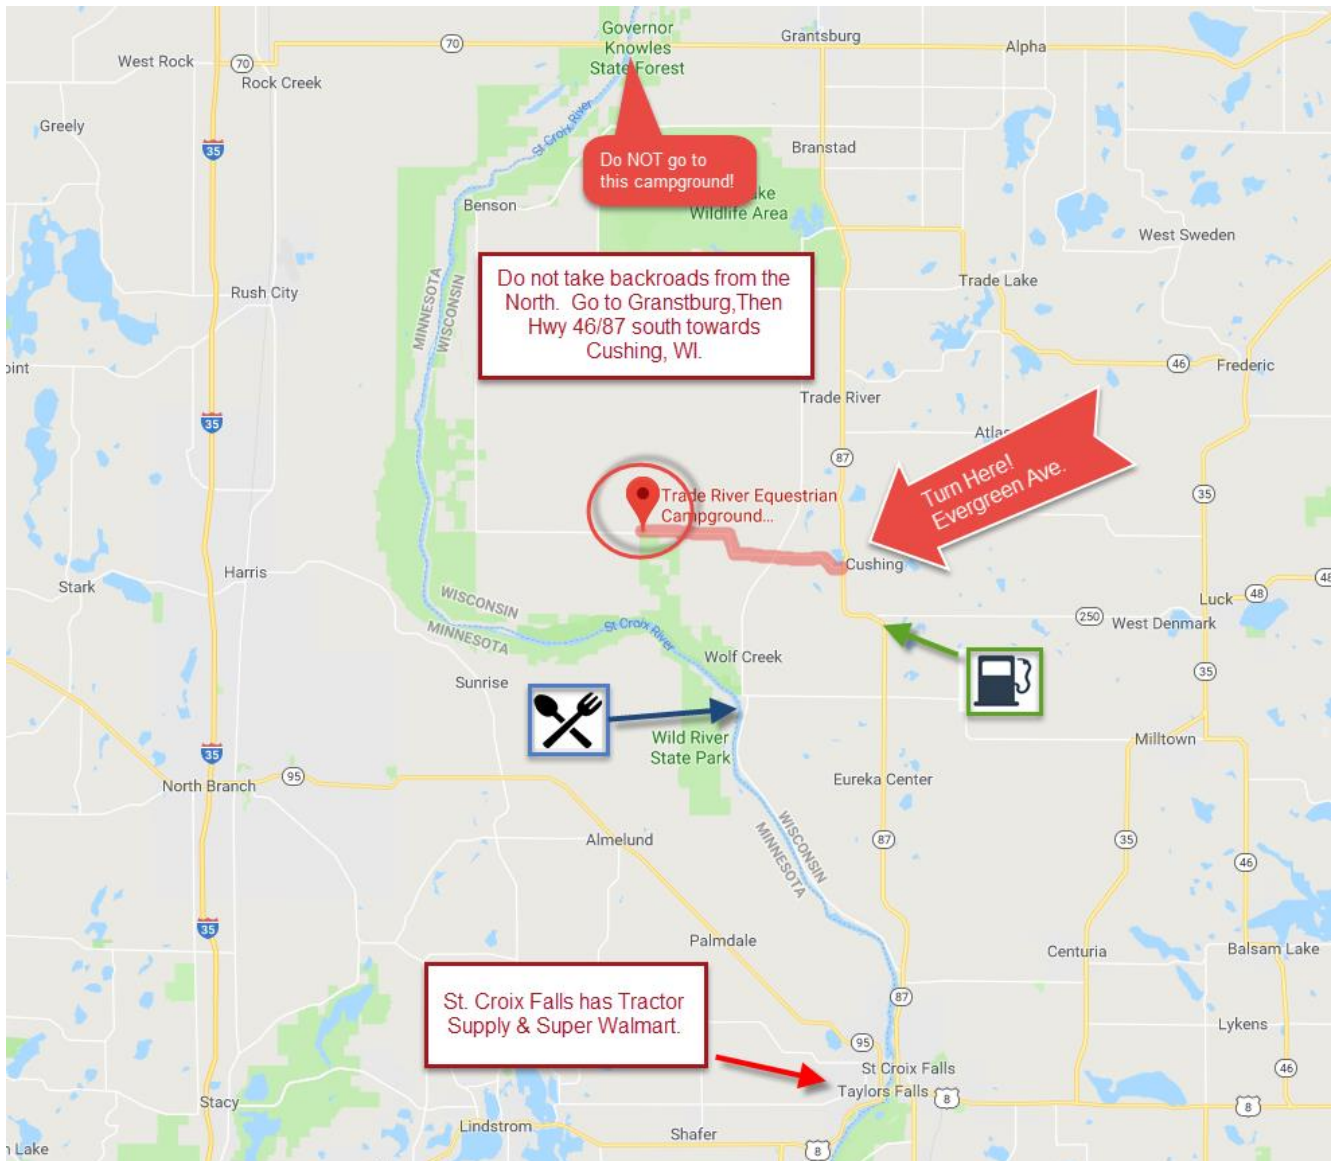 Governor
Knowles
State Forest
Grantsburg
Alpha
70
West Rock
70
Rock Creek
Greely
35
St Croix River
Do NOT go to
this campground!
Branstad
Benson
Wildlife Area
West Sweden
MINNESOTA
WISCONSIN
Do not take backroads from the
North. Go to Granstburg,Then
Hwy 46/87 south towards
Cushing, WI.
Trade Lake
Rush City
46
Frederic
Trade River
35
87
Turn Here!
Evergreen Ave.
Trade River Equestrian
Campground...
35
Cushing
Stark
Harris
48
48
Luck
WISCONSIN
MINNESOTA
St Croix River
250
West Denmark
Wolf Creek
35
Sunrise
Wild River
State Park
Milltown
35
North Branch
95
Eureka Center
Almelund
WISCONSIN
MINNESOTA
87
35
46
35
Palmdale
Centuria
Balsam Lake
St. Croix Falls has Tractor
Supply & Super Walmart.
87
Lykens
95
St Croix Falls
46
Taylors Falls
8
8
Stacy
Lindstrom
Shafer
8
Lake